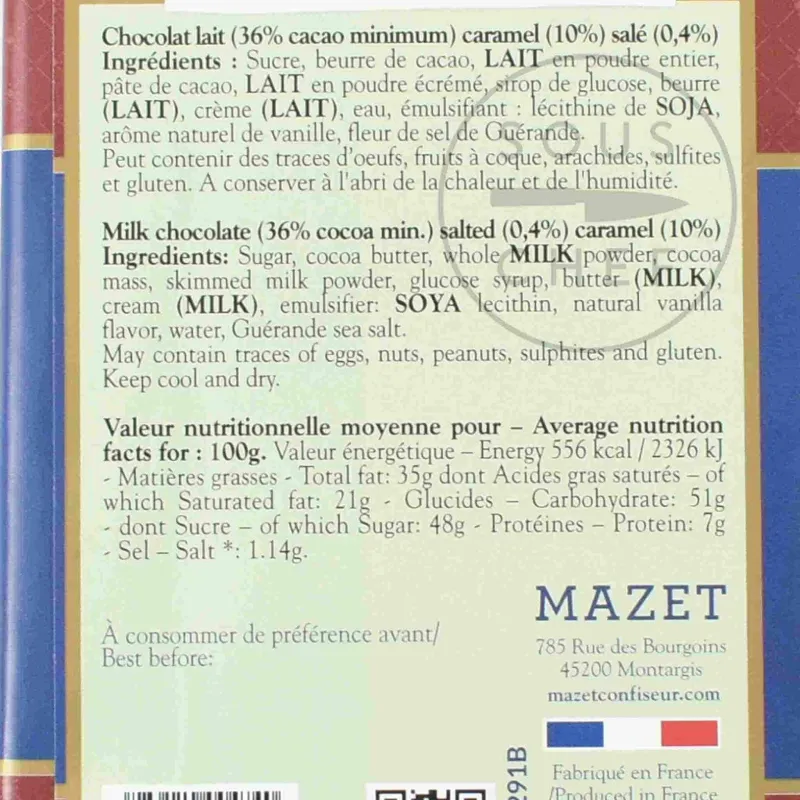 Chocolat lait (36% cacao minimum) caramel (10%) salé (0,4%)
Ingrédients : Sucre, beurre de cacao, LAIT en poudre entier,
pâte de cacao, LAIT en poudre écrémé, sirop de glucose, beurre
(LAIT), crème (LAIT), eau, émulsifiant : lécithine de SOJA,
arôme naturel de vanille, fleur de sel de Guérande.
Peut contenir des traces d'oeufs, fruits à coque, arachides, sulfites
et gluten. A conserver à l'abri de la chaleur et de l'humidité.
SOUS
CHEF
Milk chocolate (36% cocoa min.) salted (0,4%) caramel (10%)
Ingredients: Sugar, cocoa butter, whole MILK powder, cocoa
mass, skimmed milk powder, glucose syrup, butter (MILK),
cream (MILK), emulsifier: SOYA lecithin, natural vanilla
flavor, water, Guérande sea salt.
May contain traces of eggs, nuts, peanuts, sulphites and gluten.
Keep cool and dry.
Valeur nutritionnelle moyenne pour – Average nutrition
facts for : 100g. Valeur énergétique – Energy 556 kcal / 2326 kJ
- Matières grasses - Total fat: 35g dont Acides gras saturés – of
which Saturated fat: 21g - Glucides – Carbohydrate: 51g
- dont Sucre – of which Sugar: 48g - Protéines – Protein: 7g
- Sel – Salt *: 1.14g.
À consommer de préférence avant/
Best before:
MAZET
785 Rue des Bourgoins
45200 Montargis
mazetconfiseur.com
291B
Fabriqué en France
/Produced in France